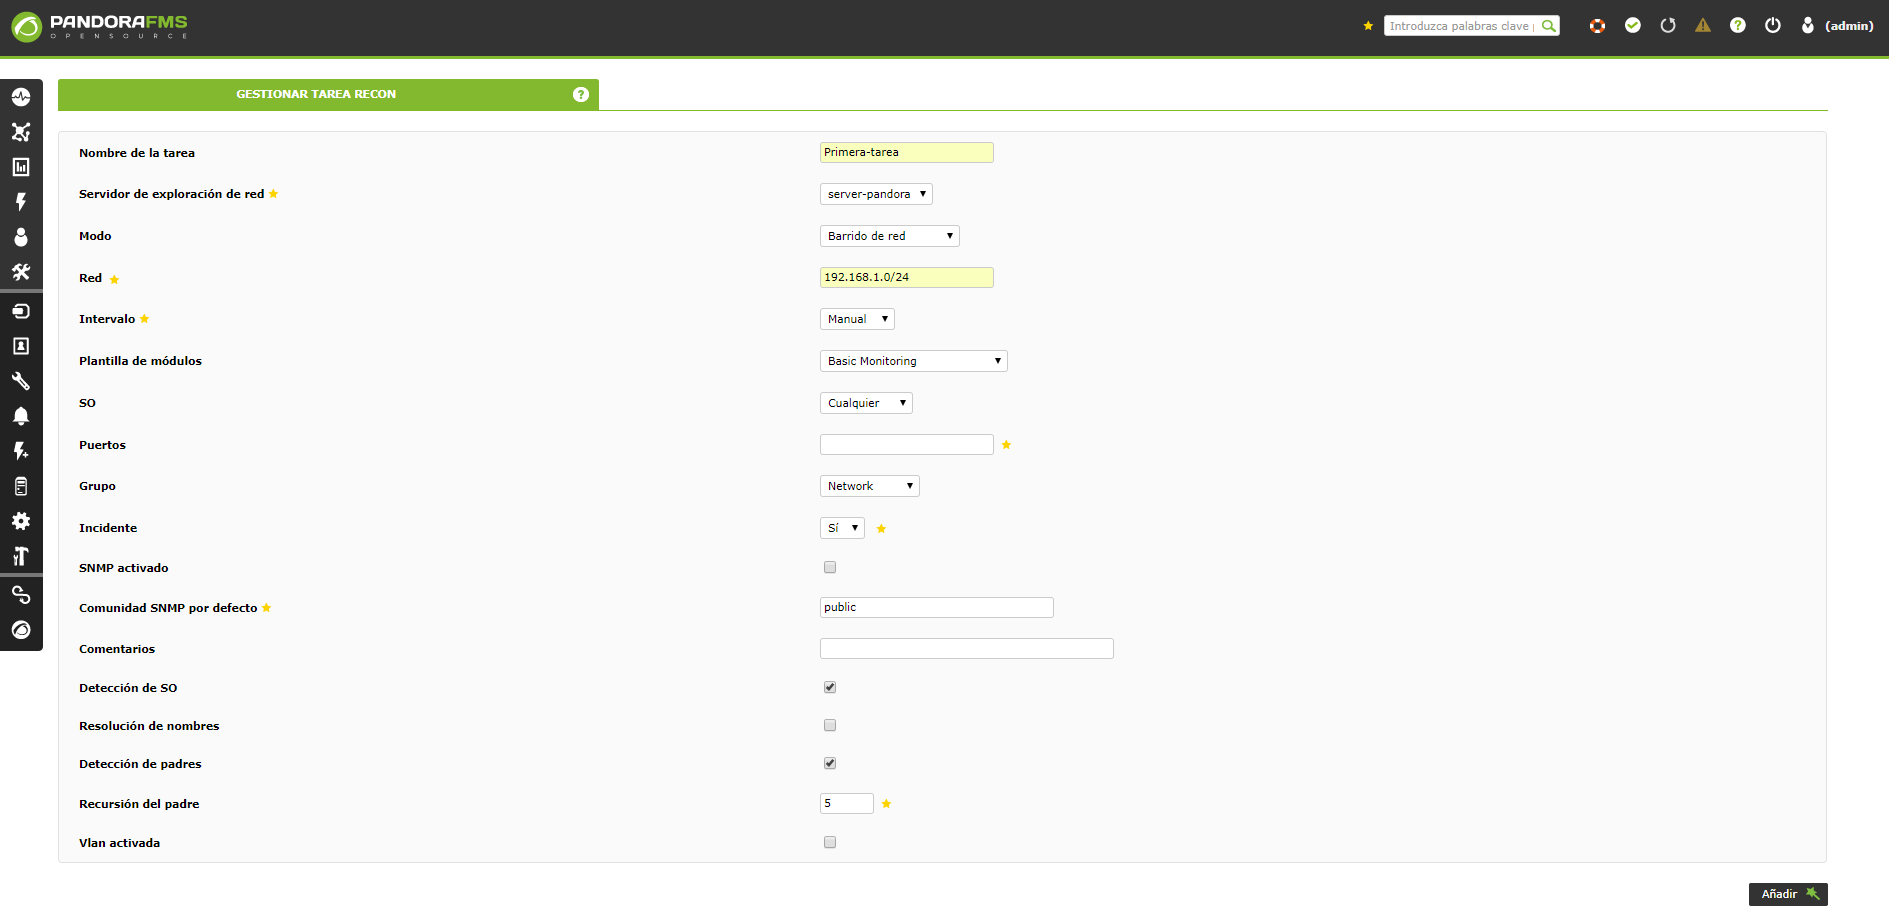 PANDORAFMS
OPENSOURCE
Introduzca palabras clave p
(admin)
GESTIONAR TAREA RECON
Nombre de la tarea Primera-tarea
Servidor de exploración de red server-pandora
Modo Barrido de red
Red 192.168.1.0/24
Intervalo Manual
Plantilla de módulos Basic Monitoring
SO Cualquier
Puertos
Grupo Network
Incidente Sí
SNMP activado
Comunidad SNMP por defecto public
Comentarios
Detección de SO
Resolución de nombres
Detección de padres
Recursión del padre 5
Vlan activada
Añadir